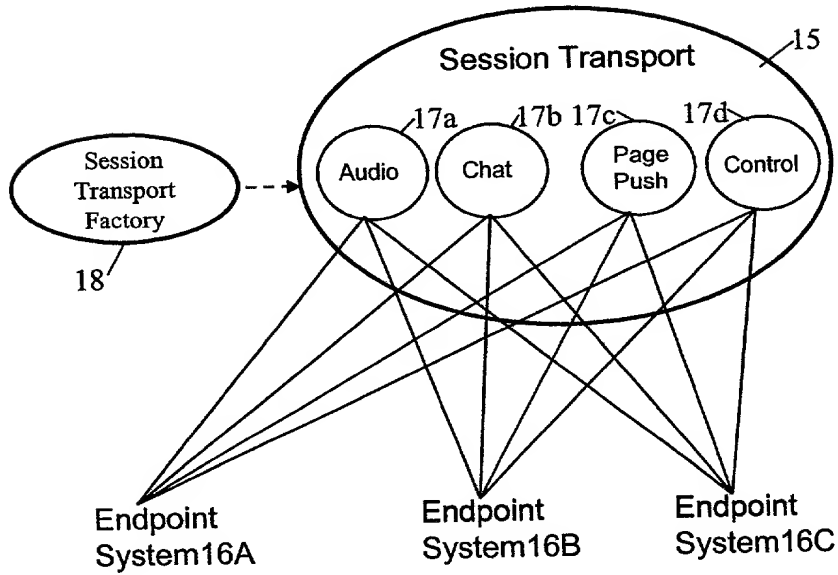 15
Session Transport
17a
17b
17c
17d
Audio
Chat
Page
Push
Control
Session
Transport
Factory
18
Endpoint
System16A
Endpoint
System16B
Endpoint
System16C